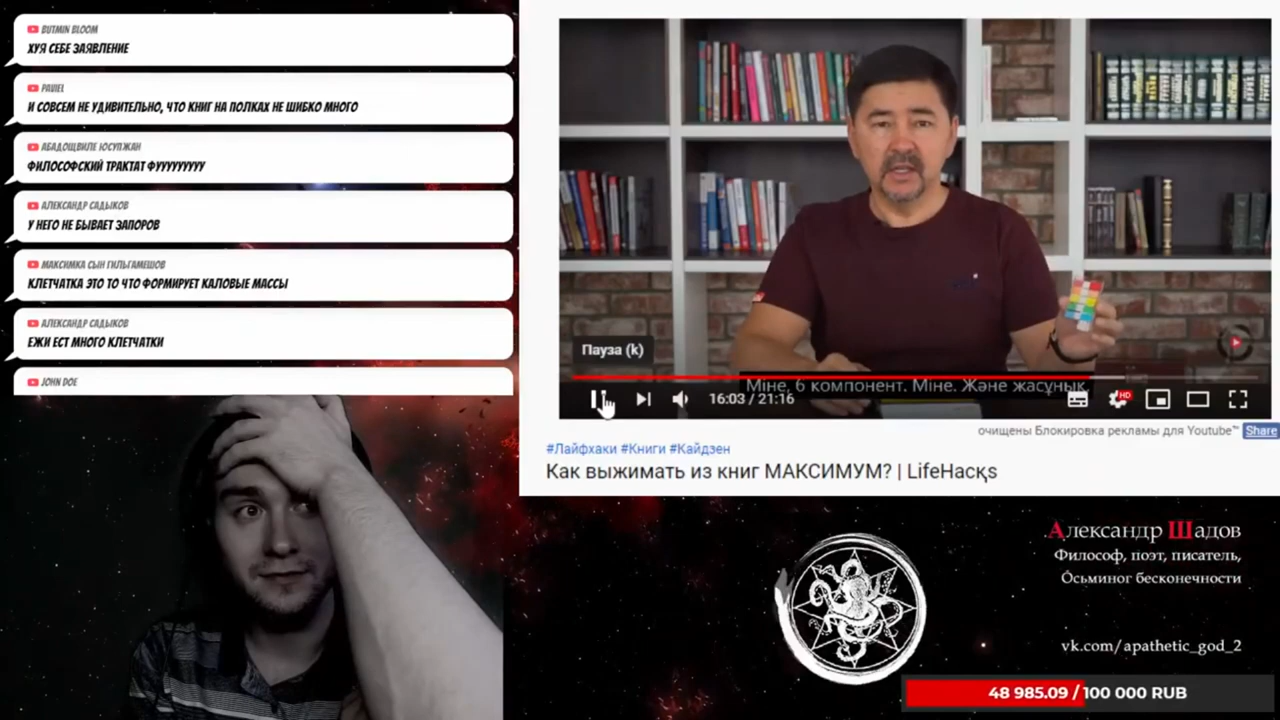 BUTMIN BLOOM
ХУЯ СЕБЕ ЗАЯВЛЕНИЕ
PAVIEL
И СОВСЕМ НЕ УДИВИТЕЛЬНО, ЧТО КНИГ НА ПОЛКАХ НЕ ШИБКО МНОГО
АБАДОЩВИЛЕ ЮСУПЖАН
ФИЛОСОФСКИЙ ТРАКТАТ ФУУУУУУУУУ
АЛЕКСАНДР САДЫКОВ
У НЕГО НЕ БЫВАЕТ ЗАПОРОВ
МАКСИМКА СЫН ГИЛЬГАМЕШОВ
КЛЕТЧАТКА ЭТО ТО ЧТО ФОРМИРУЕТ КАЛОВЫЕ МАССЫ
АЛЕКСАНДР САДЫКОВ
ЕЖИ ЕСТ МНОГО КЛЕТЧАТКИ
JOHN DOE
Пауза (k)
Міне, 6 компонент. Міне. Және жасұнық.
16:03 / 21:16
HD
очищены Блокировка рекламы для Youtube™ Share
#Лайфхаки #Книги #Кайдзен
Как выжимать из книг МАКСИМУМ? | LifeHacқs
Александр Шадов
Философ, поэт, писатель,
Осьминог бесконечности
vk.com/apathetic_god_2
48 985.09 / 100 000 RUB